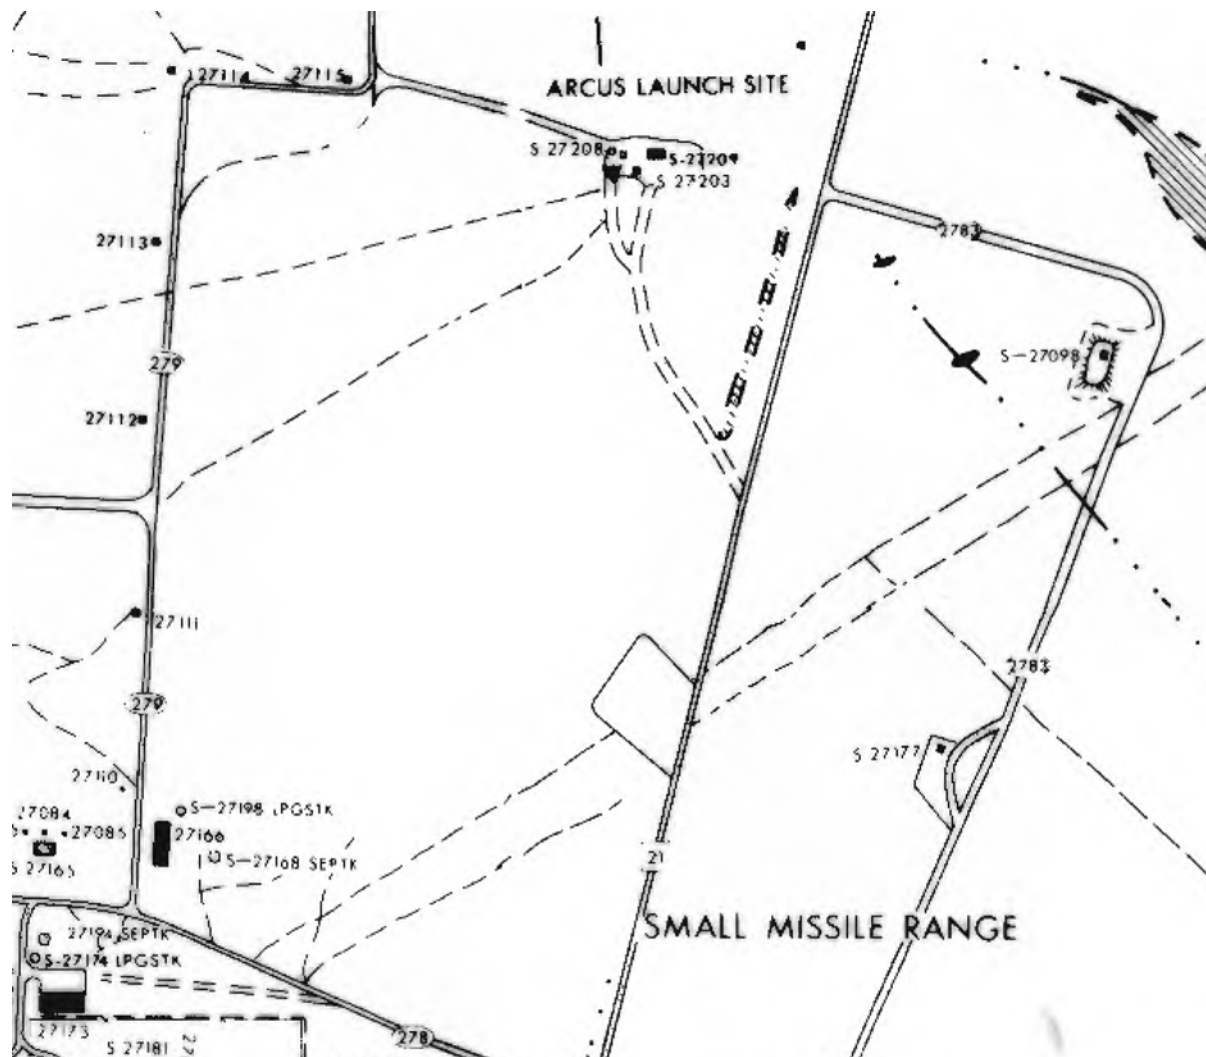 27114
27115
ARCUS LAUNCH SITE
S 27208
S-27209
S 27203
27113
2783
S-27098
279
27112
27111
2783
279
S 27177
27110
S-27198 LPGSTK
27084
27085
27166
S-27168 SEPTK
21
S 27165
SMALL MISSILE RANGE
27194 SEPTK
S-27174 LPGSTK
27173
278
S 27181
27